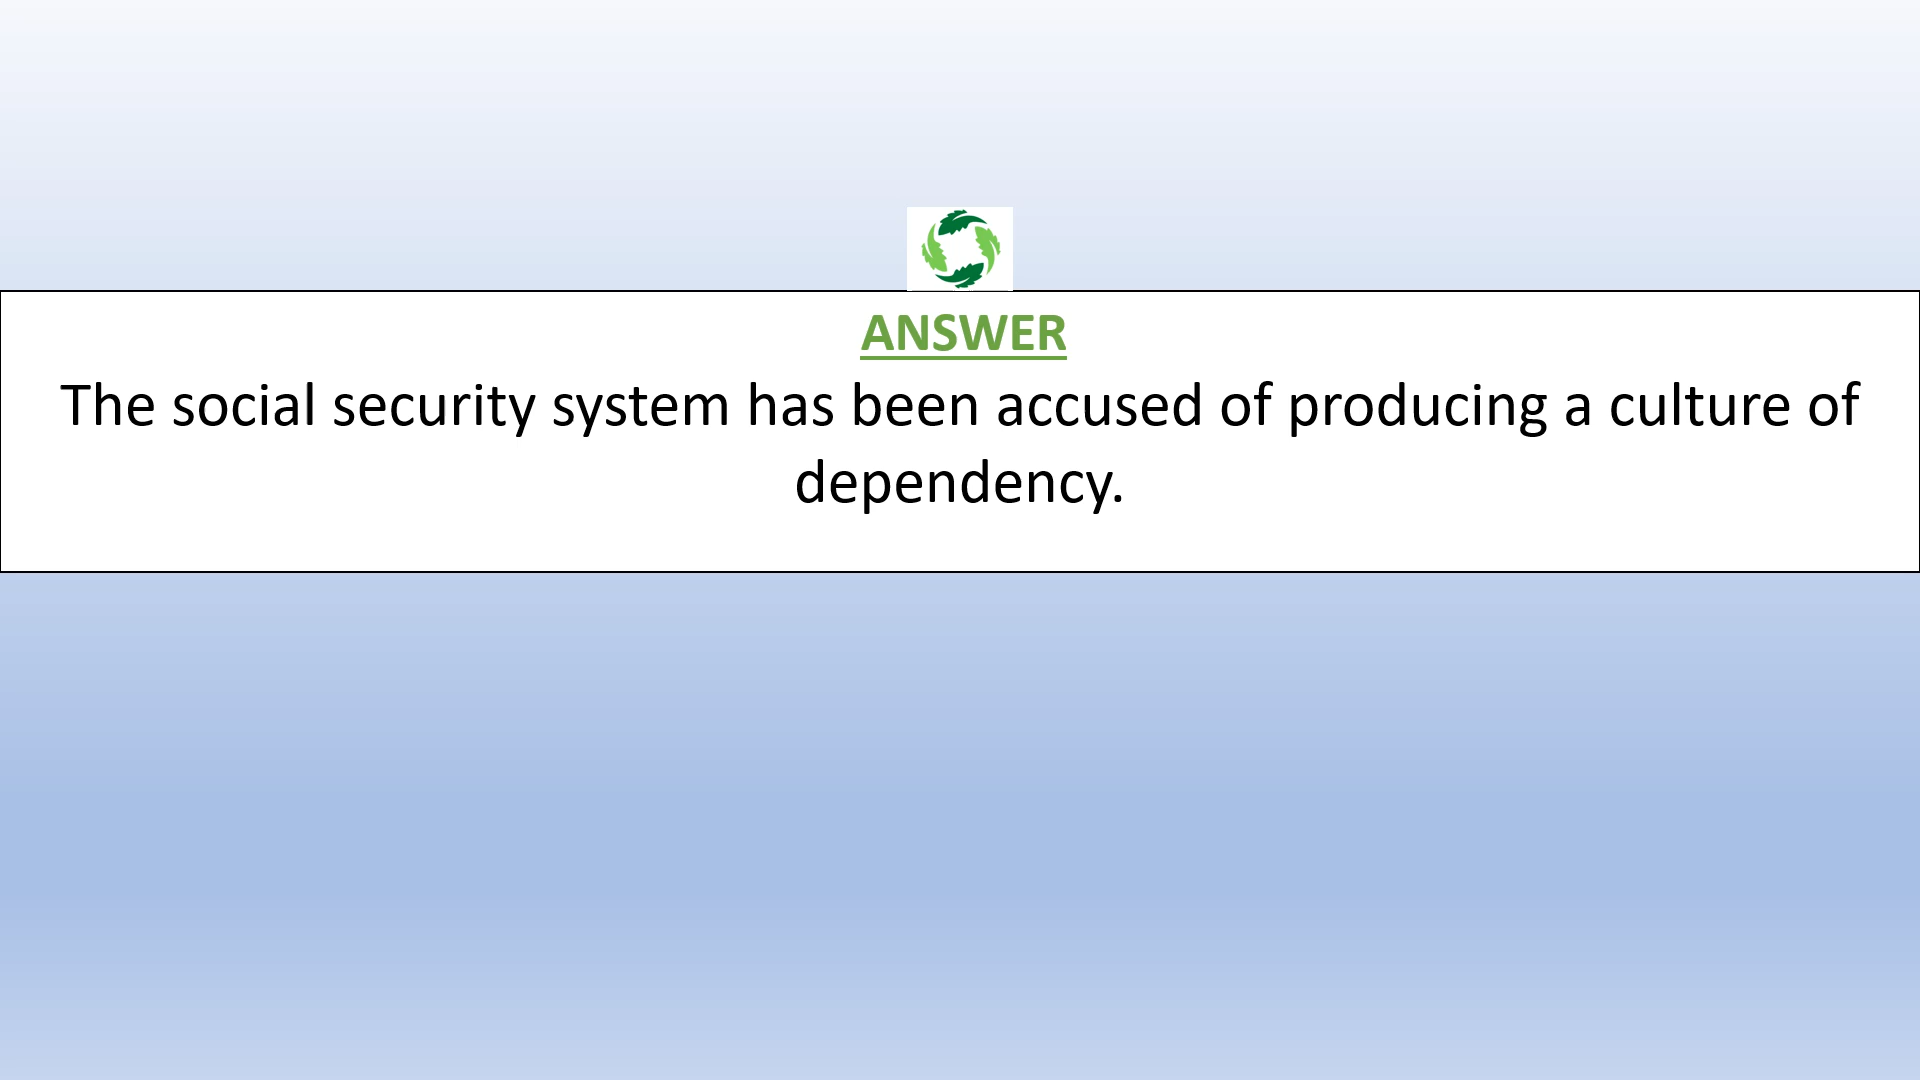 ANSWER
The social security system has been accused of producing a culture of
dependency.